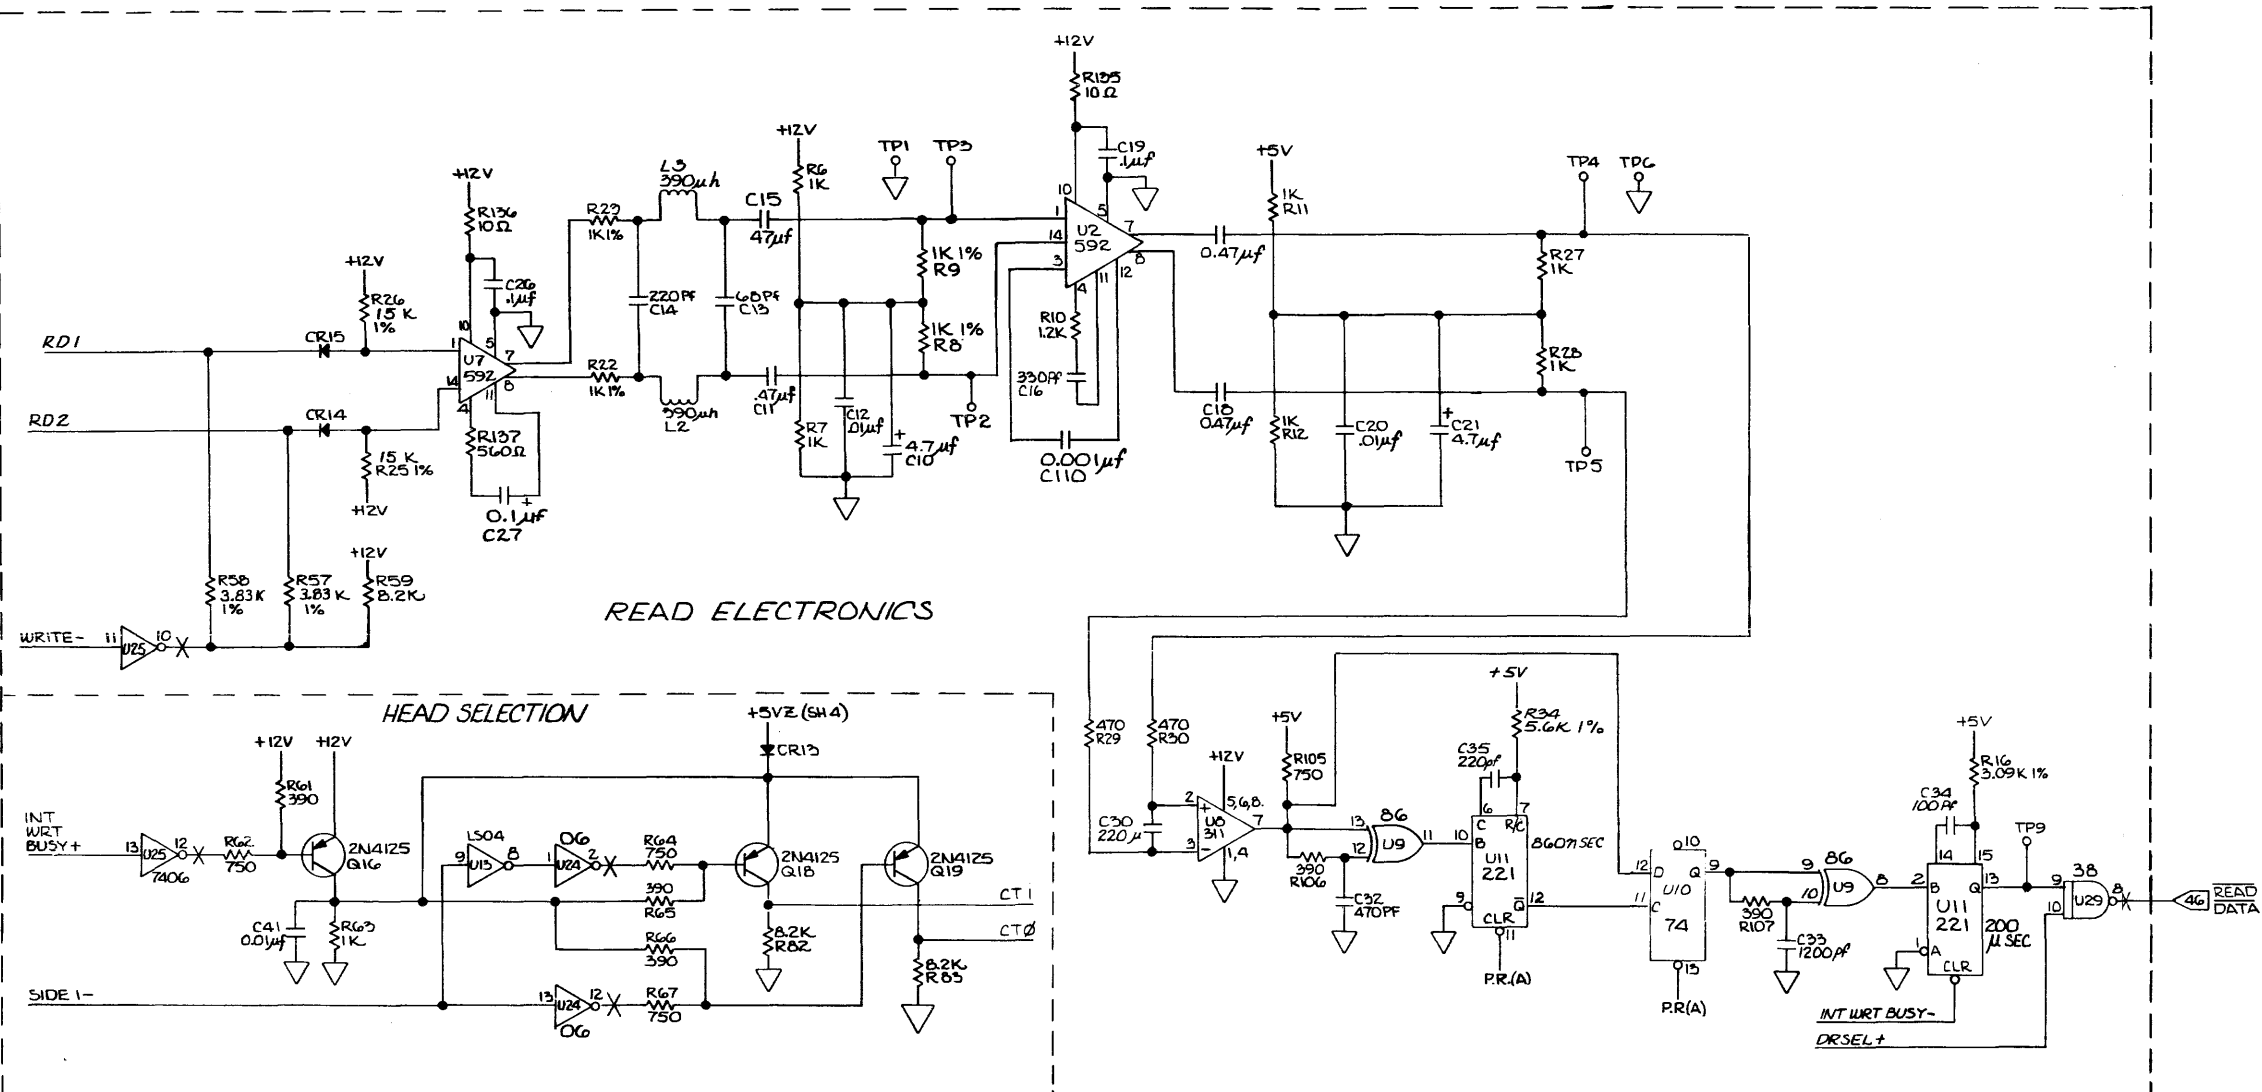 +12V
R135
10Ω
C19
.1µf
10
5
1
14
3
U2
592
7
8
4
11
12
R10
1.2K
330Pf
C16
0.001µf
C110
+12V
R6
1K
TP1
TP3
L3
390µh
C15
.47µf
R23
1K1%
R22
1K1%
220Pf
C14
68Pf
C13
390µh
L2
.47µf
C11
1K 1%
R9
1K 1%
R8
R7
1K
C12
.01µf
+
4.7µf
C10
TP2
+12V
R136
10Ω
C26
.1µf
+12V
R26
15K
1%
RD1
CR15
RD2
CR14
10
5
1
14
U7
592
7
8
4
11
R137
560Ω
+
0.1µf
C27
15K
R25 1%
+12V
+12V
R58
3.83K
1%
R57
3.83K
1%
R59
8.2K
WRITE-
11
U25
10
+5V
1K
R11
0.47µf
C18
0.47µf
1K
R12
C20
.01µf
+
C21
4.7µf
R27
1K
R28
1K
TP4
TP6
TP5
READ ELECTRONICS
HEAD SELECTION
+5VZ (SH4)
CR13
+12V
+12V
R61
390
INT
WRT
BUSY+
13
U25
12
7406
R62
750
2N4125
Q16
C41
0.01µf
R63
1K
LS04
9
U13
8
06
1
U24
2
R64
750
390
R65
R66
390
R67
750
SIDE 1-
13
U24
12
06
2N4125
Q18
2N4125
Q19
8.2K
R82
8.2K
R83
CT1
CTØ
470
R29
470
R30
C30
220µ
+12V
5,6,8.
2
+
U8
311
3
-
7
1,4
+5V
R105
750
390
R106
C32
470PF
86
13
12
U9
11
+5V
R34
5.6K 1%
C35
220pf
6
7
C
R/C
10
B
U11
221
860nSEC
9
Q̅
12
CLR
11
P.R.(A)
10
12
D
Q
9
U10
11
C
74
13
P.R(A)
390
R107
C33
1200pf
86
9
10
U9
8
+5V
R16
3.09K 1%
C34
100Pf
14
15
2
B
Q
13
U11
221
200
µSEC
1
A
CLR
TP9
38
9
10
U29
8
46
READ
DATA
INT WRT BUSY-
DRSEL+